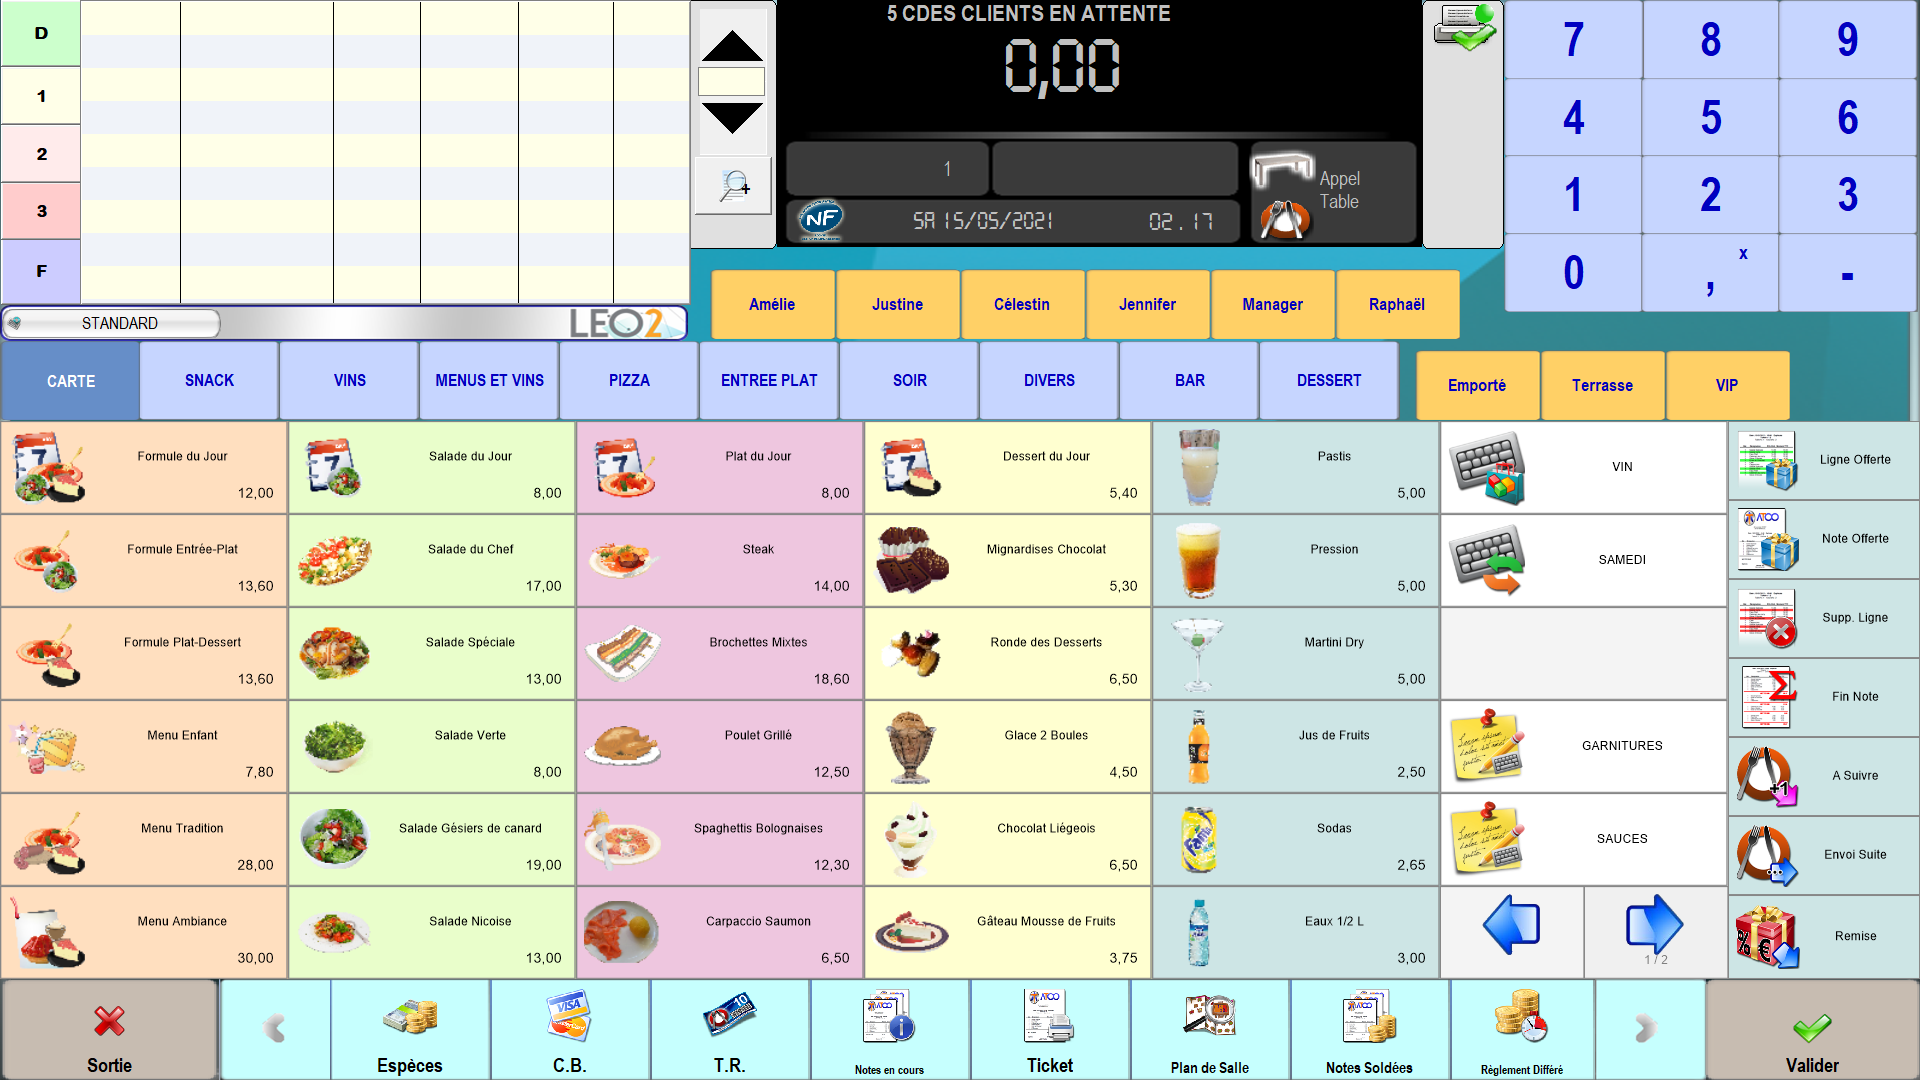 D
1
2
3
F
STANDARD
LEO2
5 CDES CLIENTS EN ATTENTE
0,00
1
NF
SA 15/05/2021
02.17
Appel
Table
7
8
9
4
5
6
1
2
3
0
, x
-
Amélie
Justine
Célestin
Jennifer
Manager
Raphaël
CARTE
SNACK
VINS
MENUS ET VINS
PIZZA
ENTREE PLAT
SOIR
DIVERS
BAR
DESSERT
Emporté
Terrasse
VIP
Formule du Jour
12,00
Salade du Jour
8,00
Plat du Jour
8,00
Dessert du Jour
5,40
Pastis
5,00
VIN
Ligne Offerte
Formule Entrée-Plat
13,60
Salade du Chef
17,00
Steak
14,00
Mignardises Chocolat
5,30
Pression
5,00
SAMEDI
Note Offerte
Formule Plat-Dessert
13,60
Salade Spéciale
13,00
Brochettes Mixtes
18,60
Ronde des Desserts
6,50
Martini Dry
5,00
Supp. Ligne
Fin Note
Menu Enfant
7,80
Salade Verte
8,00
Poulet Grillé
12,50
Glace 2 Boules
4,50
Jus de Fruits
2,50
GARNITURES
A Suivre
Menu Tradition
28,00
Salade Gésiers de canard
19,00
Spaghettis Bolognaises
12,30
Chocolat Liégeois
6,50
Sodas
2,65
SAUCES
Envoi Suite
Menu Ambiance
30,00
Salade Nicoise
13,00
Carpaccio Saumon
6,50
Gâteau Mousse de Fruits
3,75
Eaux 1/2 L
3,00
1 / 2
Remise
Sortie
Espèces
C.B.
T.R.
Notes en cours
Ticket
Plan de Salle
Notes Soldées
Règlement Différé
Valider